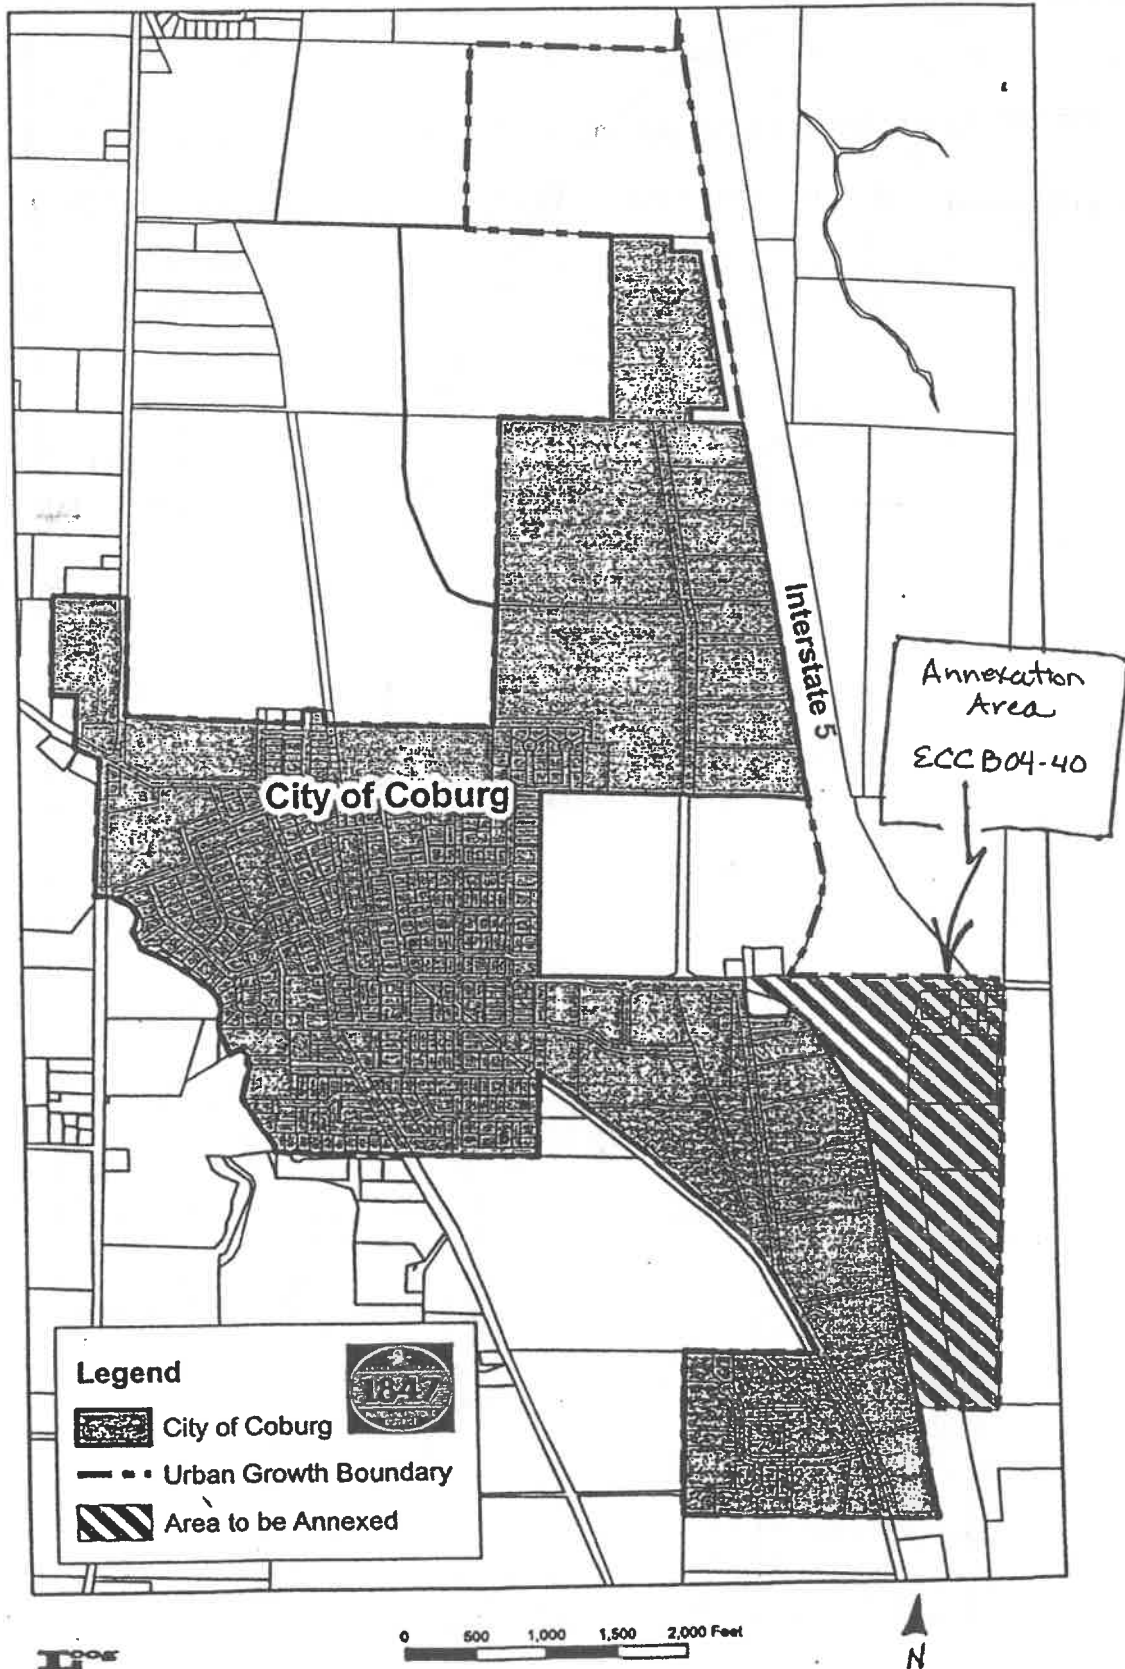 Interstate 5
Annexation
Area
ECCB04-40
City of Coburg
Legend
1847
City of Coburg
Urban Growth Boundary
Area to be Annexed
0 500 1,000 1,500 2,000 Feet
N